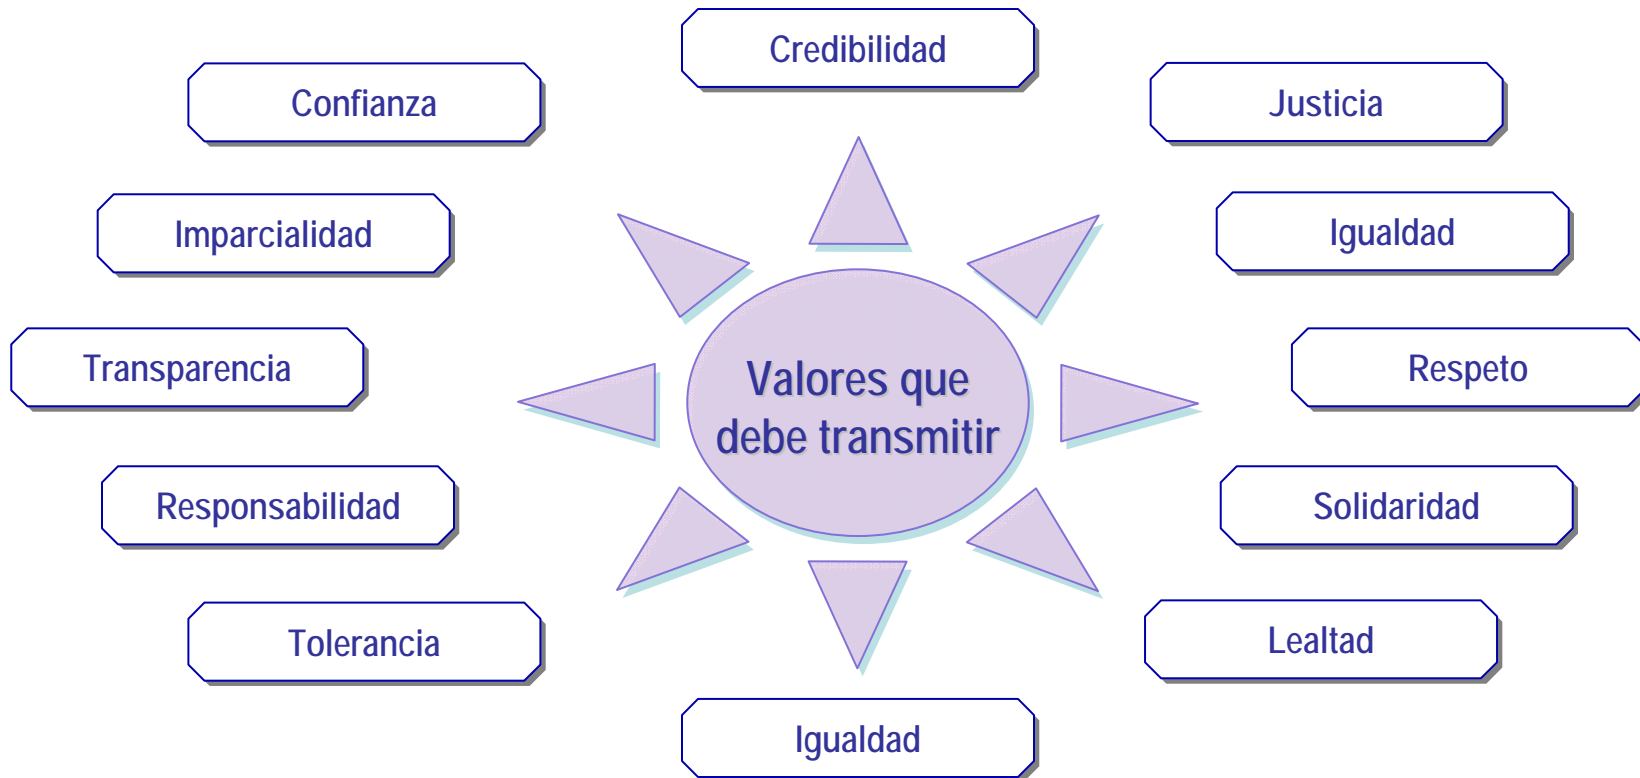 Credibilidad
Confianza
Justicia
Imparcialidad
Igualdad
Transparencia
Valores que
debe transmitir
Respeto
Responsabilidad
Solidaridad
Tolerancia
Lealtad
Igualdad